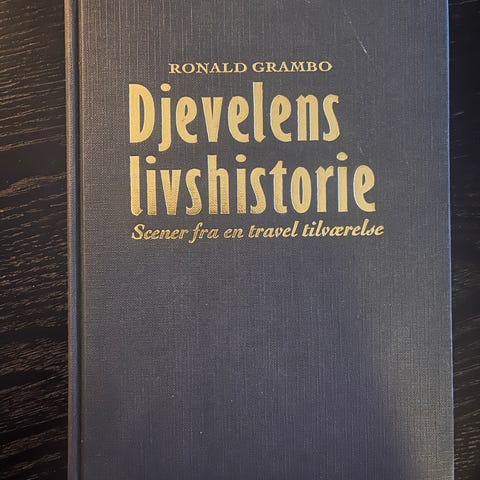 RONALD GRAMBO
Djevelens
livshistorie
Scener fra en travel tilværelse